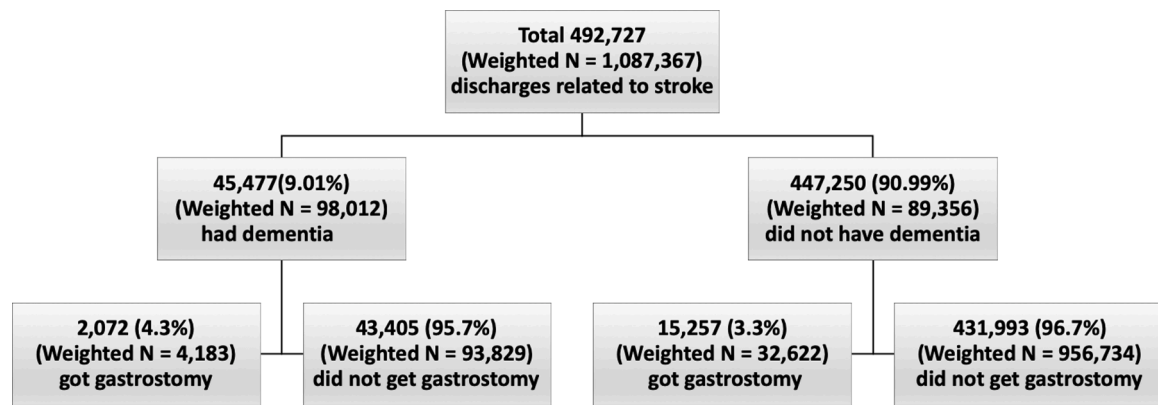 Total 492,727
(Weighted N = 1,087,367)
discharges related to stroke
45,477(9.01%)
(Weighted N = 98,012)
had dementia
447,250 (90.99%)
(Weighted N = 89,356)
did not have dementia
2,072 (4.3%)
(Weighted N = 4,183)
got gastrostomy
43,405 (95.7%)
(Weighted N = 93,829)
did not get gastrostomy
15,257 (3.3%)
(Weighted N = 32,622)
got gastrostomy
431,993 (96.7%)
(Weighted N = 956,734)
did not get gastrostomy